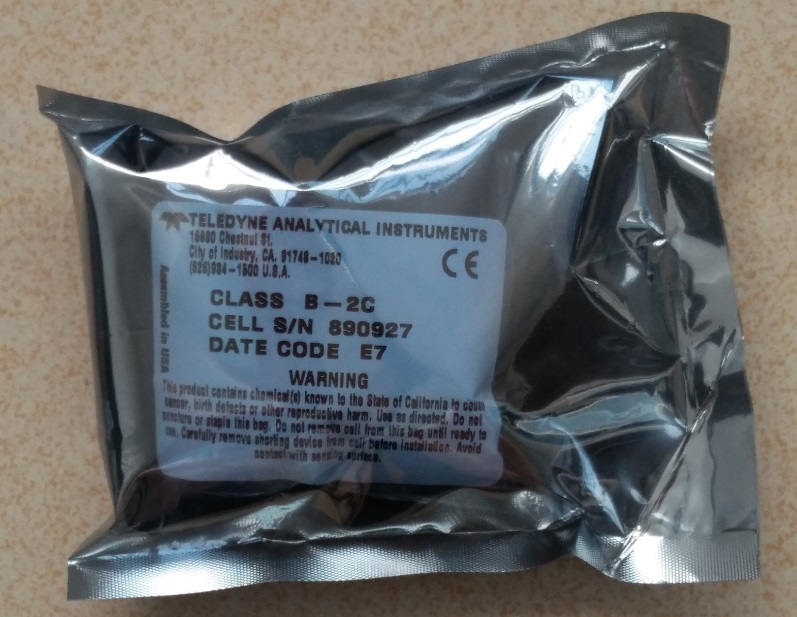 TELEDYNE ANALYTICAL INSTRUMENTS
16830 Chestnut St.
City of Industry, CA. 91748-1020
(626)934-1500 U.S.A.
CE
Assembled in USA
CLASS B-2C
CELL S/N 890927
DATE CODE E7
WARNING
This product contains chemical(s) known to the State of California to cause
cancer, birth defects or other reproductive harm. Use as directed. Do not
puncture or staple this bag. Do not remove cell from this bag until ready to
use. Carefully remove shorting device from cell before installation. Avoid
contact with sensing surface.